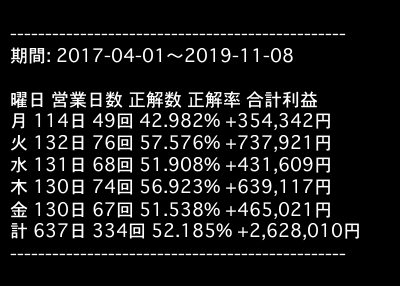 ------------------------------------------------
期間: 2017-04-01〜2019-11-08
曜日 営業日数 正解数 正解率 合計利益
月 114日 49回 42.982% +354,342円
火 132日 76回 57.576% +737,921円
水 131日 68回 51.908% +431,609円
木 130日 74回 56.923% +639,117円
金 130日 67回 51.538% +465,021円
計 637日 334回 52.185% +2,628,010円
------------------------------------------------